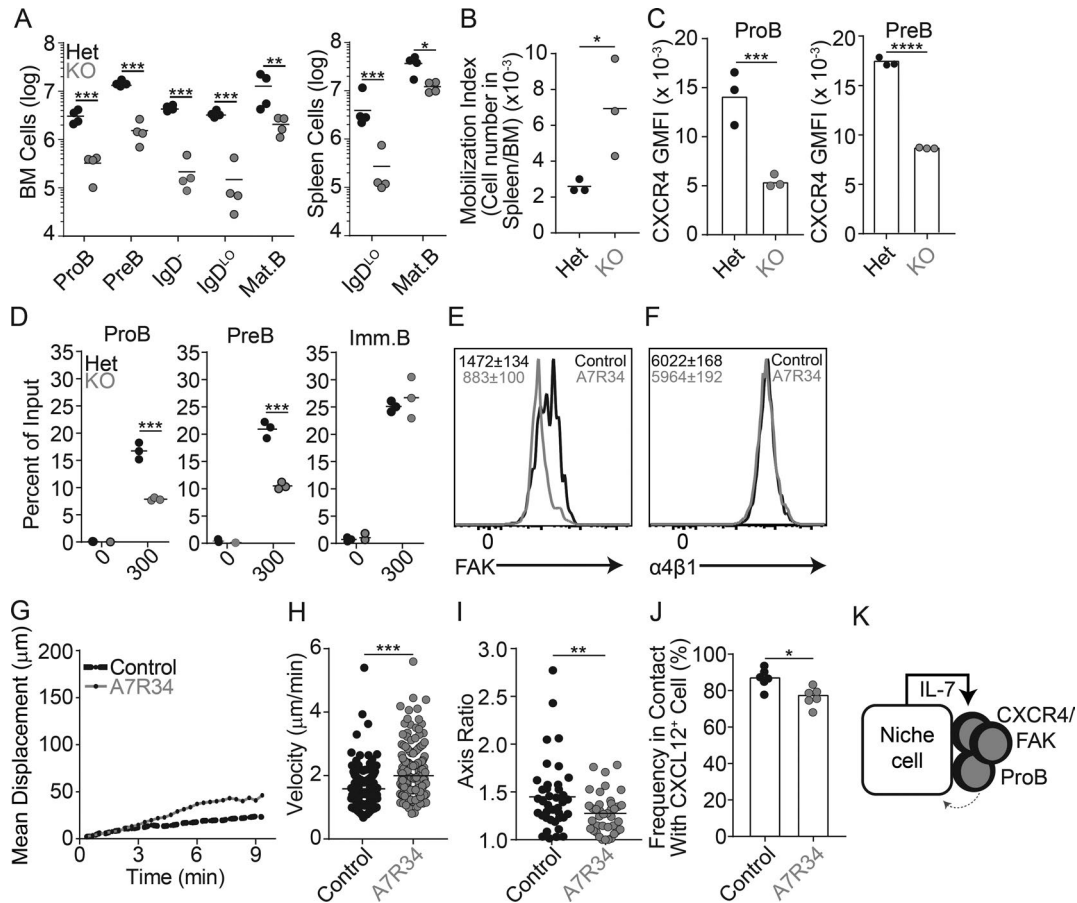 A
Het
KO
BM Cells (log)
7
6
5
4
***
***
***
***
**
ProB
PreB
IgD-
IgDLO
Mat.B
Spleen Cells (log)
8
7
6
5
4
***
*
IgDLO
Mat.B
B
Mobilization Index
(Cell number in
Spleen/BM) (x10-3)
10
8
6
4
2
0
*
Het
KO
C
ProB
CXCR4 GMFI (x 10-3)
20
15
10
5
0
***
Het
KO
PreB
CXCR4 GMFI (x 10-3)
20
15
10
5
0
****
Het
KO
D
Percent of Input
ProB
Het
KO
35
30
25
20
15
10
5
0
***
0
300
PreB
35
30
25
20
15
10
5
0
***
0
300
Imm.B
35
30
25
20
15
10
5
0
0
300
E
1472±134
883±100
Control
A7R34
0
FAK
F
6022±168
5964±192
Control
A7R34
0
α4β1
G
Mean Displacement (μm)
200
150
100
50
0
Control
A7R34
0
3
6
9
Time (min)
H
Velocity (μm/min)
6
4
2
0
***
Control
A7R34
I
Axis Ratio
3.0
2.5
2.0
1.5
1.0
**
Control
A7R34
J
Frequency in Contact
With CXCL12+ Cell (%)
100
80
60
40
20
0
*
Control
A7R34
K
IL-7
Niche
cell
CXCR4/
FAK
ProB